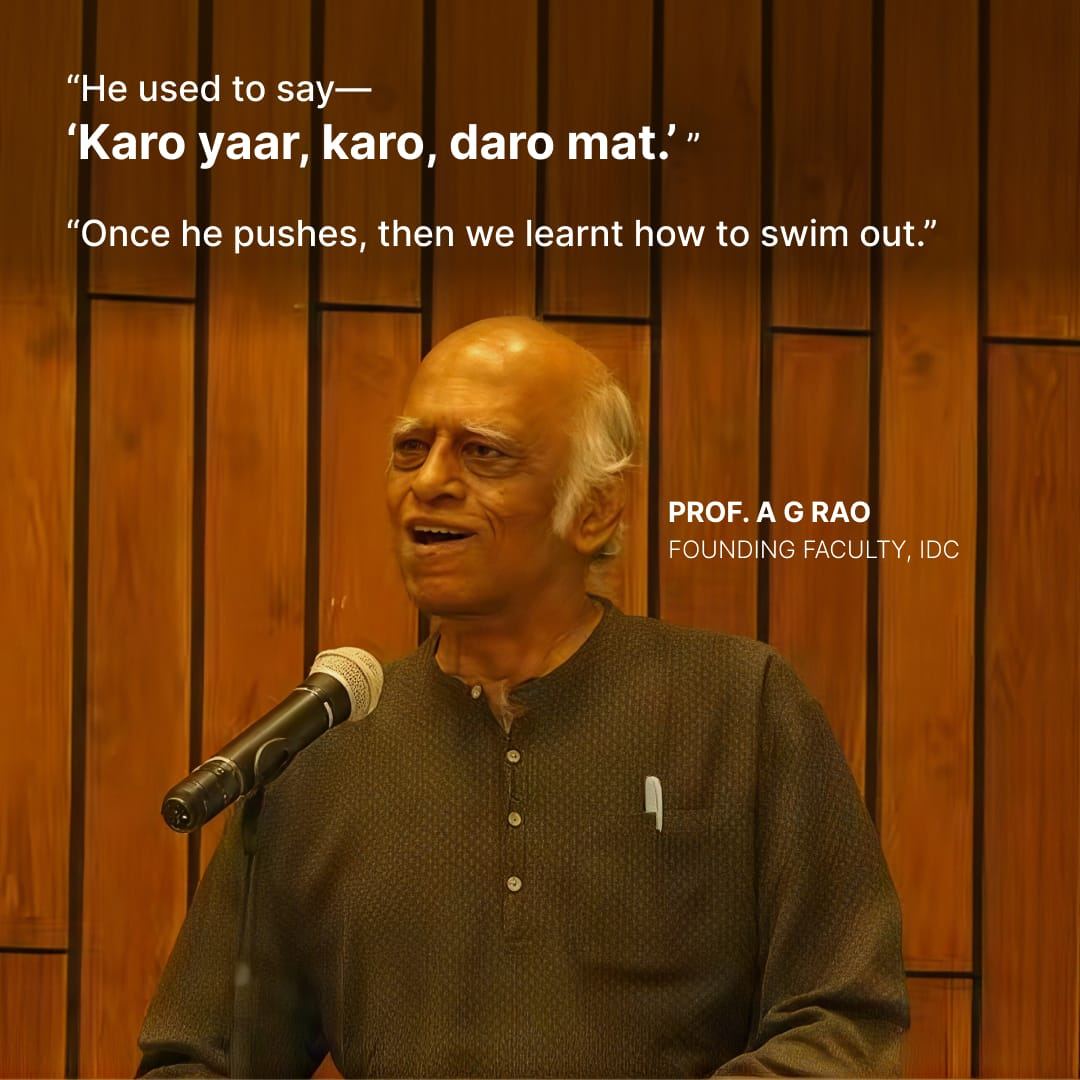 “He used to say—
‘Karo yaar, karo, daro mat.’ ”
“Once he pushes, then we learnt how to swim out.”
PROF. A G RAO
FOUNDING FACULTY, IDC